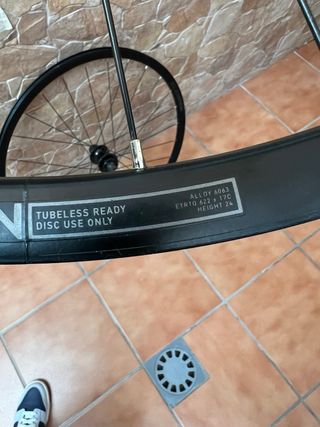 N
TUBELESS READY
DISC USE ONLY
ALLOY 6063
ETRTO 622 x 17C
HEIGHT 24